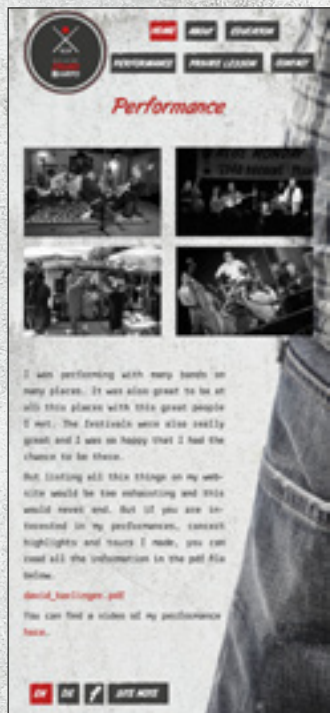 HOME ABOUT EDUCATION
PERFORMANCE PRIVATE LESSON CONTACT
Performance
I was performing with many bands on
many places. It was also great to be at
all this places with this great people
I met. The festivals were also really
great and I was so happy that I had the
chance to be there.
But listing all this things on my web-
site would be too exhausting and this
would never end. But if you are in-
terested in my performances, concert
highlights and tours I made, you can
read all the information in the pdf file
below.
You can find a video of my performance
here.
EN DE f SITE NOTE